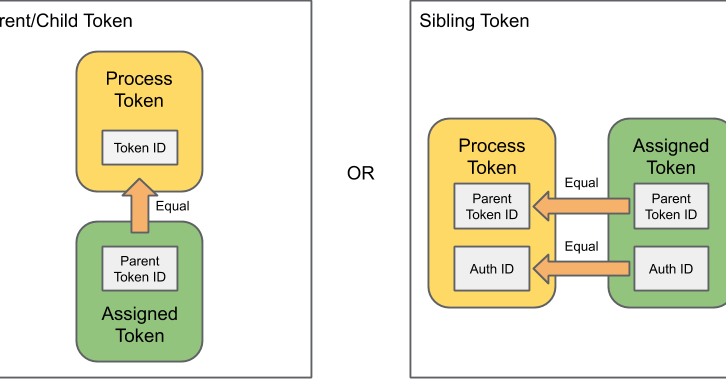 rent/Child Token
Process
Token
Token ID
Equal
Parent
Token ID
Assigned
Token
OR
Sibling Token
Process
Token
Parent
Token ID
Auth ID
Equal
Equal
Assigned
Token
Parent
Token ID
Auth ID